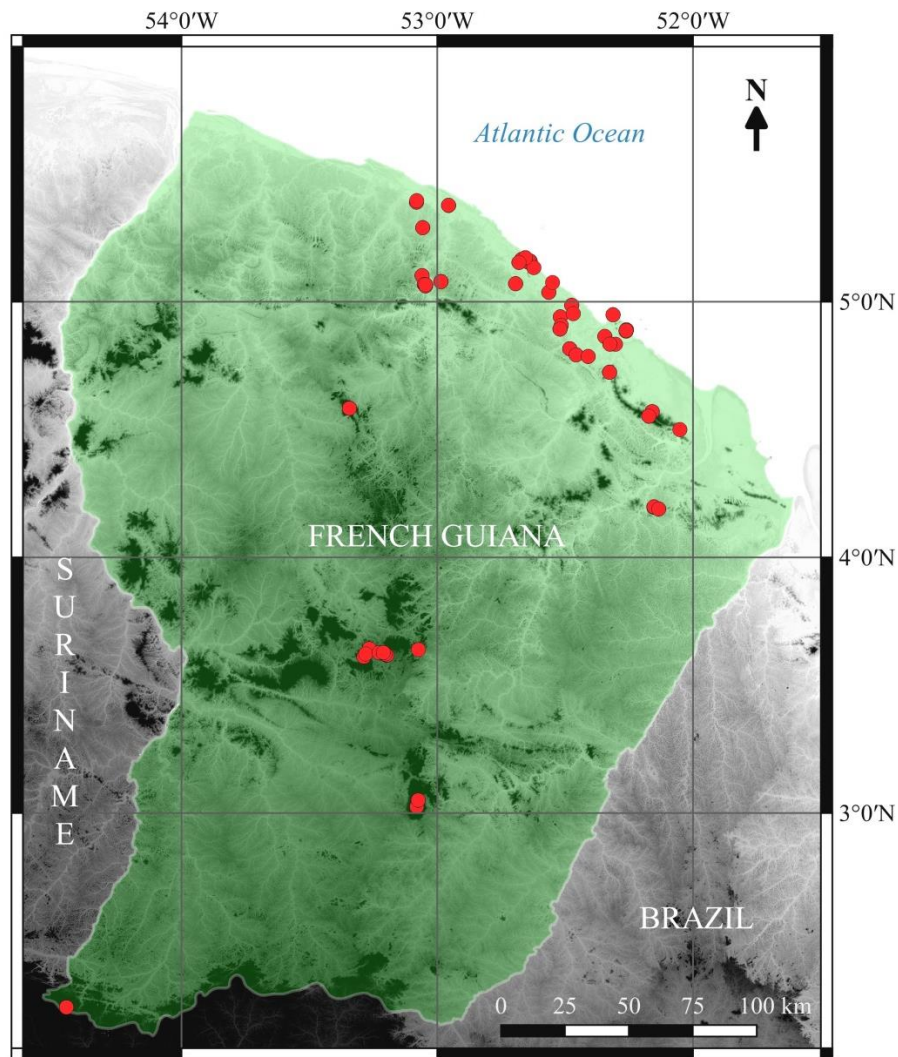 54°0′W 53°0′W 52°0′W
N
Atlantic Ocean
5°0′N
FRENCH GUIANA
4°0′N
SURINAME
3°0′N
BRAZIL
0 25 50 75 100 km